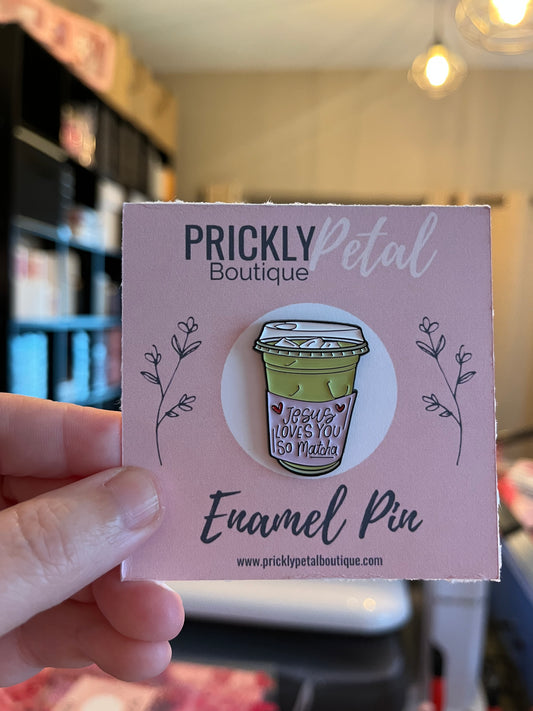 PRICKLY Petal
Boutique
Jesus
LOVES YOU
SO Matcha
Enamel Pin
www.pricklypetalboutique.com